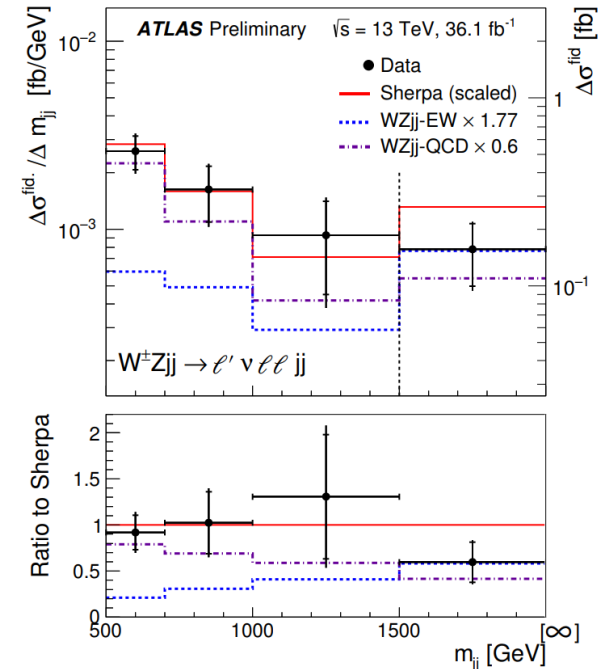 ATLAS Preliminary √s = 13 TeV, 36.1 fb⁻¹
Data
Sherpa (scaled)
WZjj-EW × 1.77
WZjj-QCD × 0.6
Δσ^fid. / Δ m_jj [fb/GeV]
10⁻²
10⁻³
Δσ^fid [fb]
1
10⁻¹
W±Zjj → ℓ′ ν ℓ ℓ jj
Ratio to Sherpa
2
1.5
1
0.5
0
500 1000 1500 [∞]
m_jj [GeV]